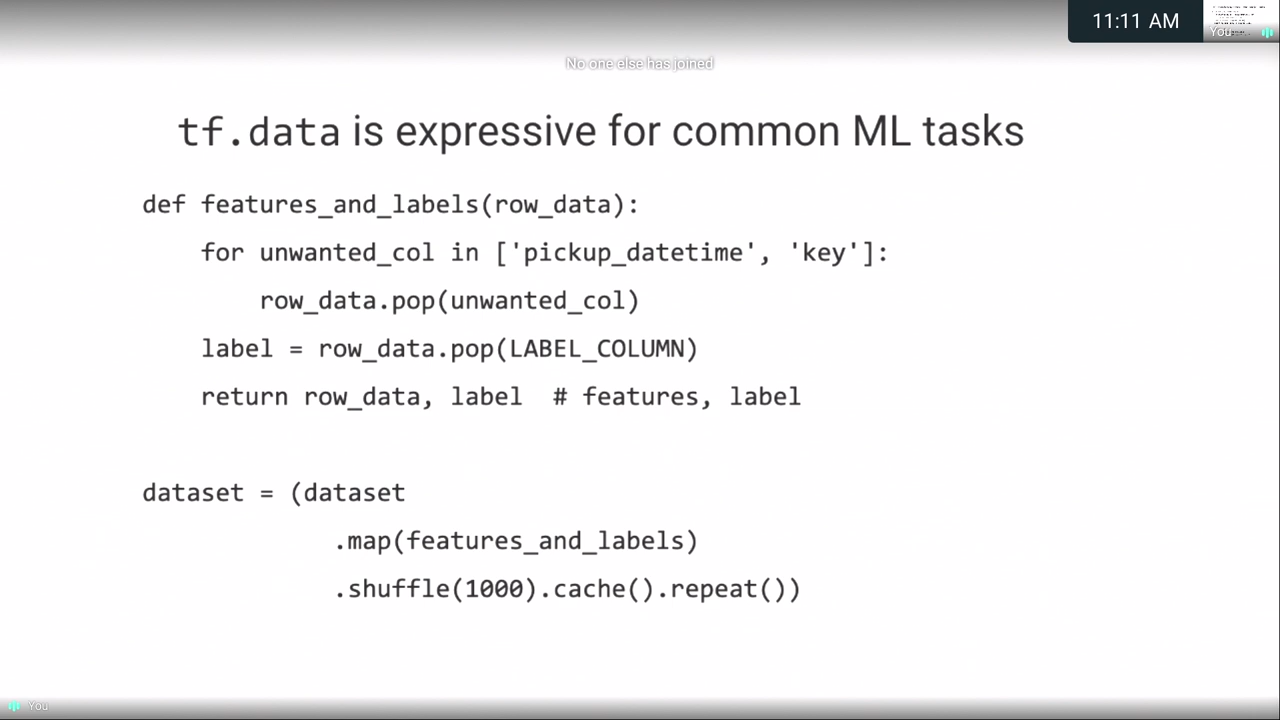 11:11 AM
You
No one else has joined
tf.data is expressive for common ML tasks
def features_and_labels(row_data):
    for unwanted_col in ['pickup_datetime', 'key']:
        row_data.pop(unwanted_col)
    label = row_data.pop(LABEL_COLUMN)
    return row_data, label  # features, label
dataset = (dataset
             .map(features_and_labels)
             .shuffle(1000).cache().repeat())
You